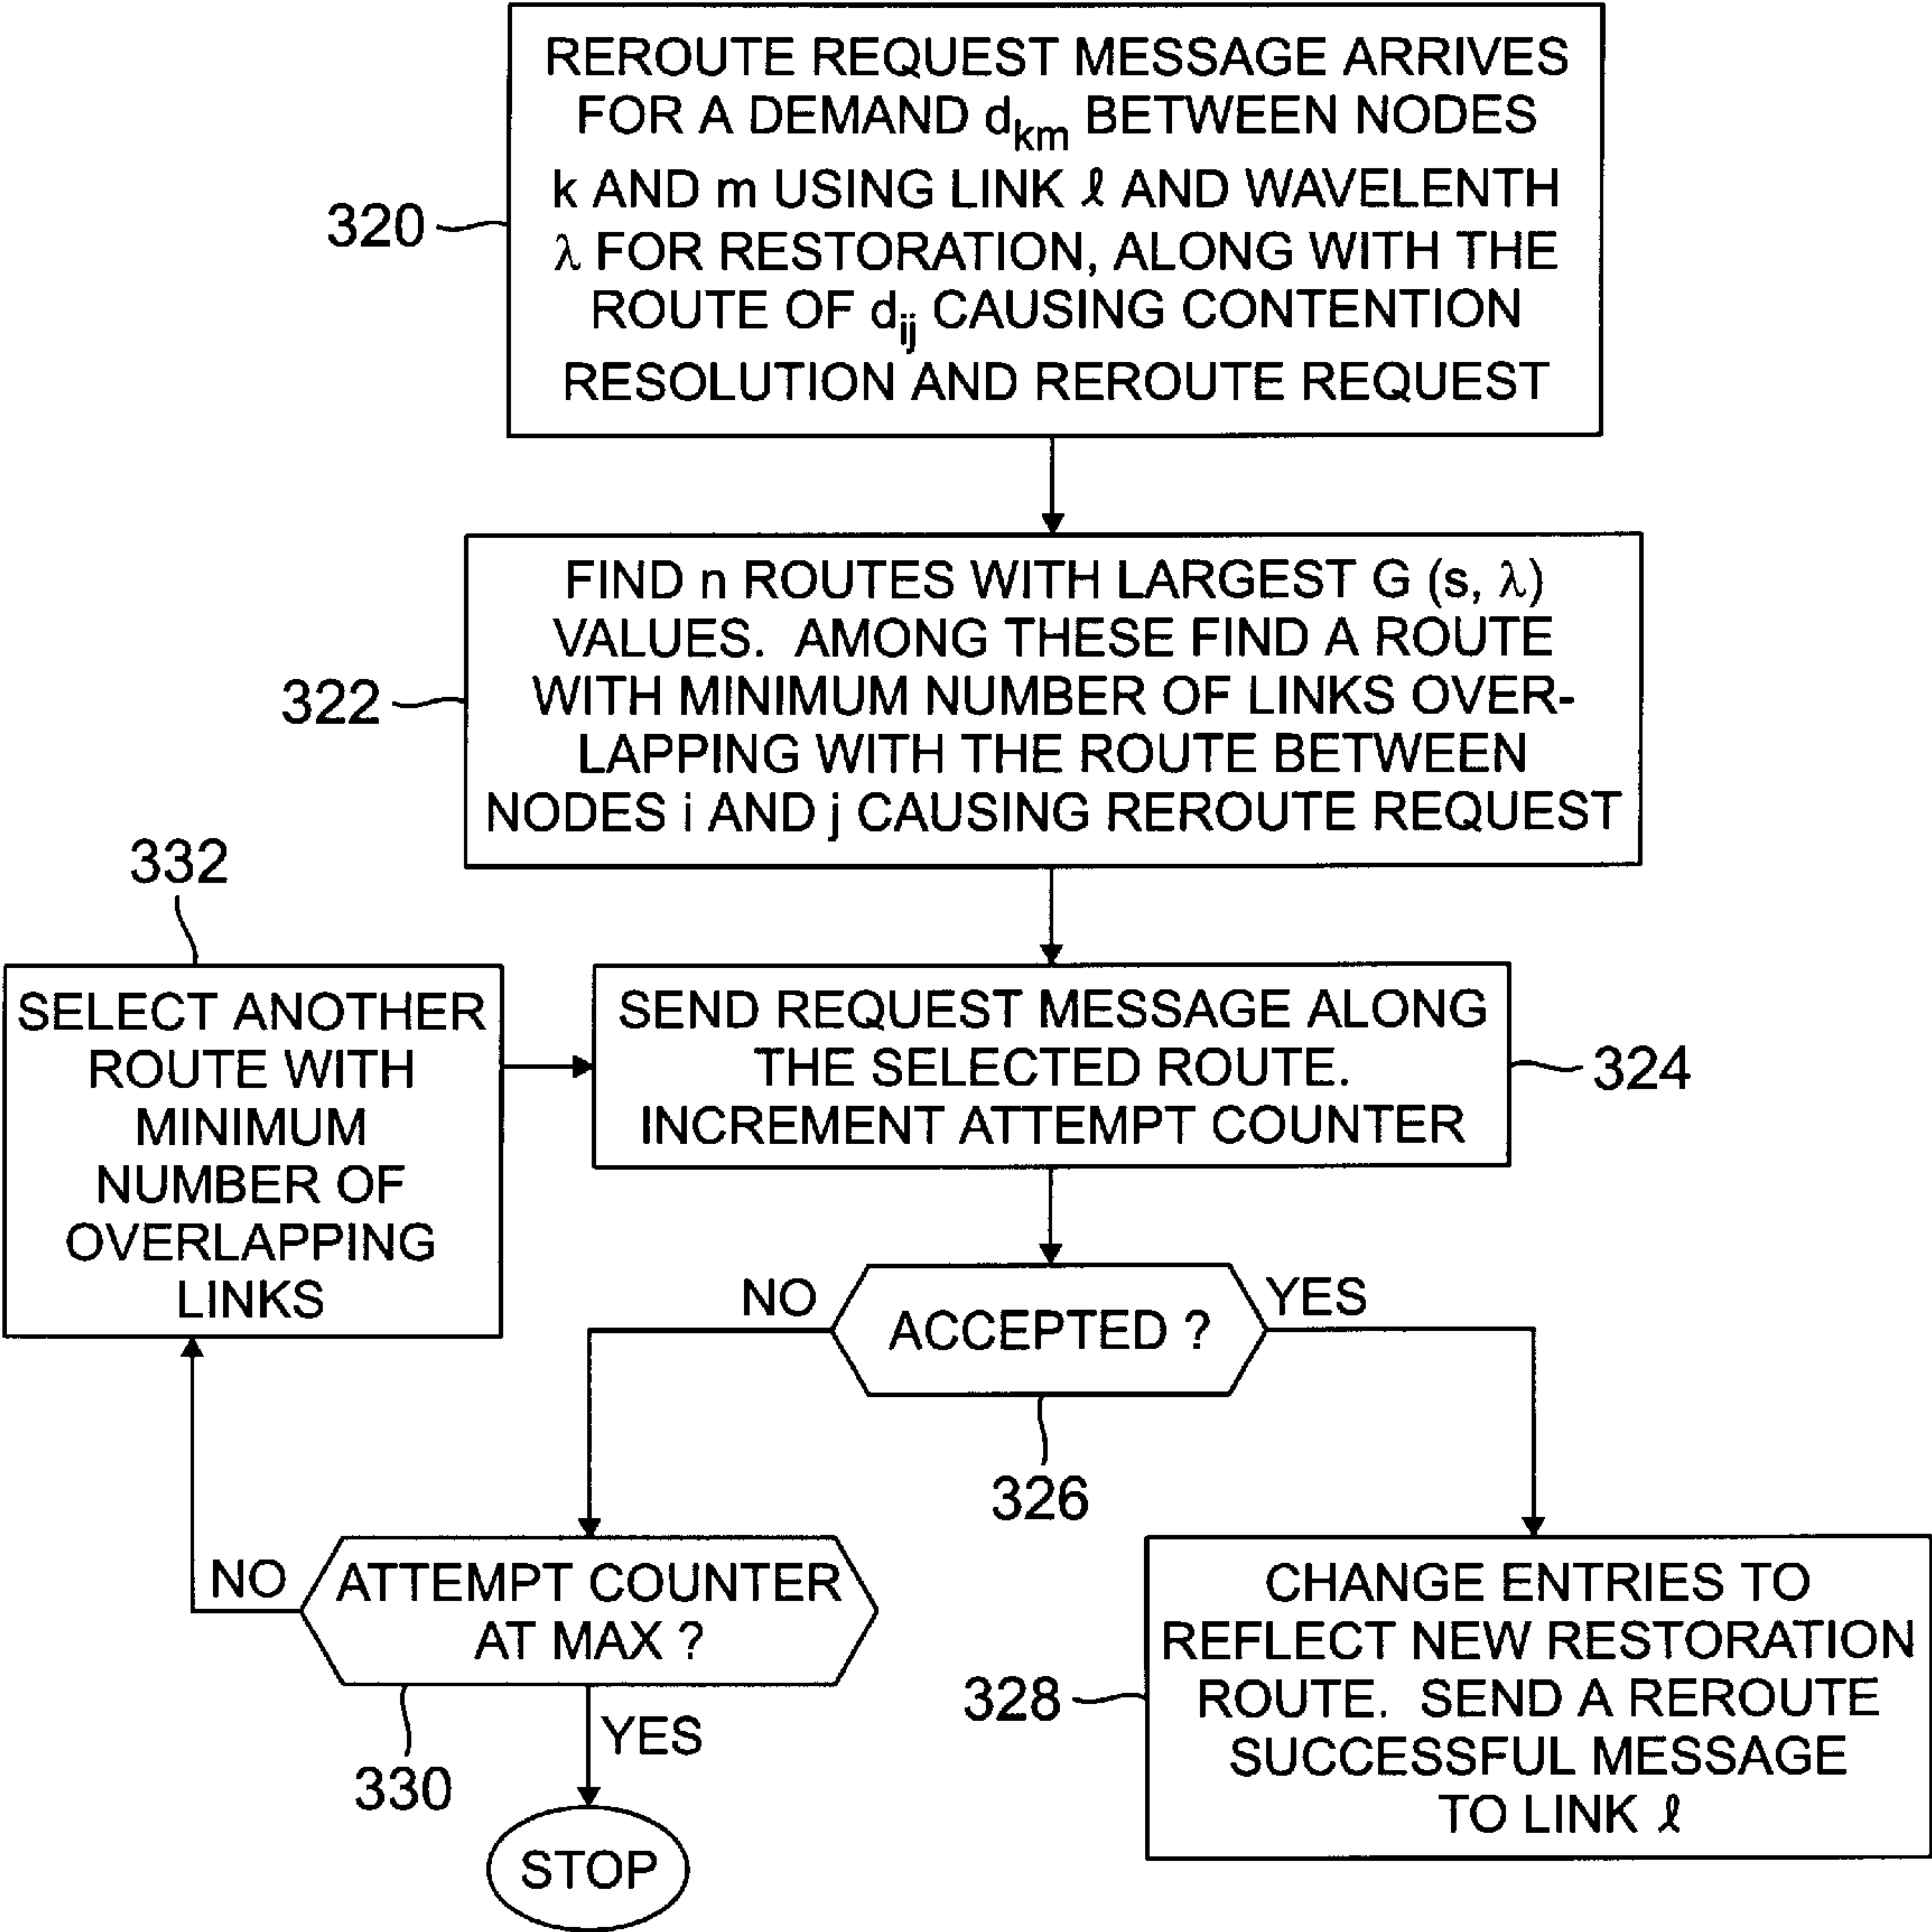 REROUTE REQUEST MESSAGE ARRIVES
FOR A DEMAND dkm BETWEEN NODES
k AND m USING LINK ℓ AND WAVELENTH
λ FOR RESTORATION, ALONG WITH THE
ROUTE OF dij CAUSING CONTENTION
RESOLUTION AND REROUTE REQUEST
320
FIND n ROUTES WITH LARGEST G (s, λ)
VALUES. AMONG THESE FIND A ROUTE
WITH MINIMUM NUMBER OF LINKS OVER-
LAPPING WITH THE ROUTE BETWEEN
NODES i AND j CAUSING REROUTE REQUEST
322
332
SELECT ANOTHER
ROUTE WITH
MINIMUM
NUMBER OF
OVERLAPPING
LINKS
SEND REQUEST MESSAGE ALONG
THE SELECTED ROUTE.
INCREMENT ATTEMPT COUNTER
324
NO
ACCEPTED ?
YES
326
NO
ATTEMPT COUNTER
AT MAX ?
330
YES
STOP
CHANGE ENTRIES TO
REFLECT NEW RESTORATION
ROUTE. SEND A REROUTE
SUCCESSFUL MESSAGE
TO LINK ℓ
328